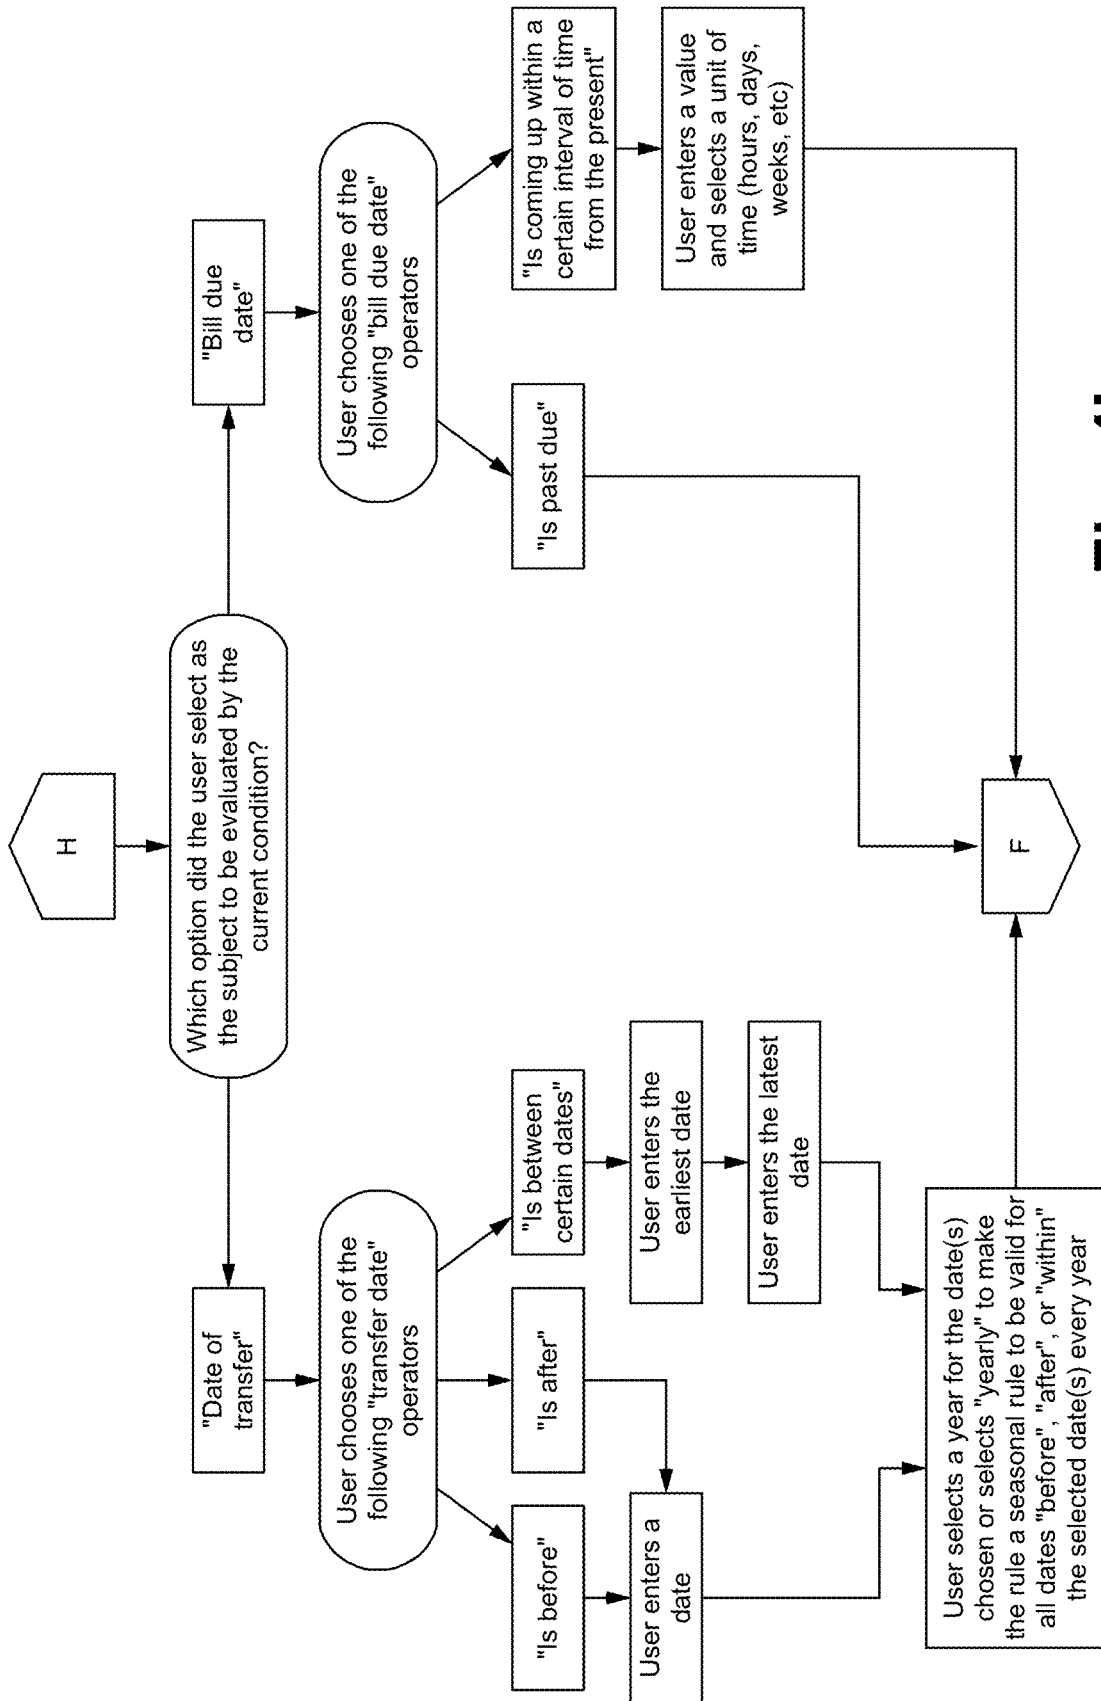 H
Which option did the user select as
the subject to be evaluated by the
current condition?
"Date of
transfer"
User chooses one of the
following "transfer date"
operators
"Is before"
"Is after"
"Is between
certain dates"
User enters a
date
User enters the
earliest date
User enters the latest
date
User selects a year for the date(s)
chosen or selects "yearly" to make
the rule a seasonal rule to be valid for
all dates "before", "after", or "within"
the selected date(s) every year
"Bill due
date"
User chooses one of the
following "bill due date"
operators
"Is past due"
"Is coming up within a
certain interval of time
from the present"
User enters a value
and selects a unit of
time (hours, days,
weeks, etc)
F